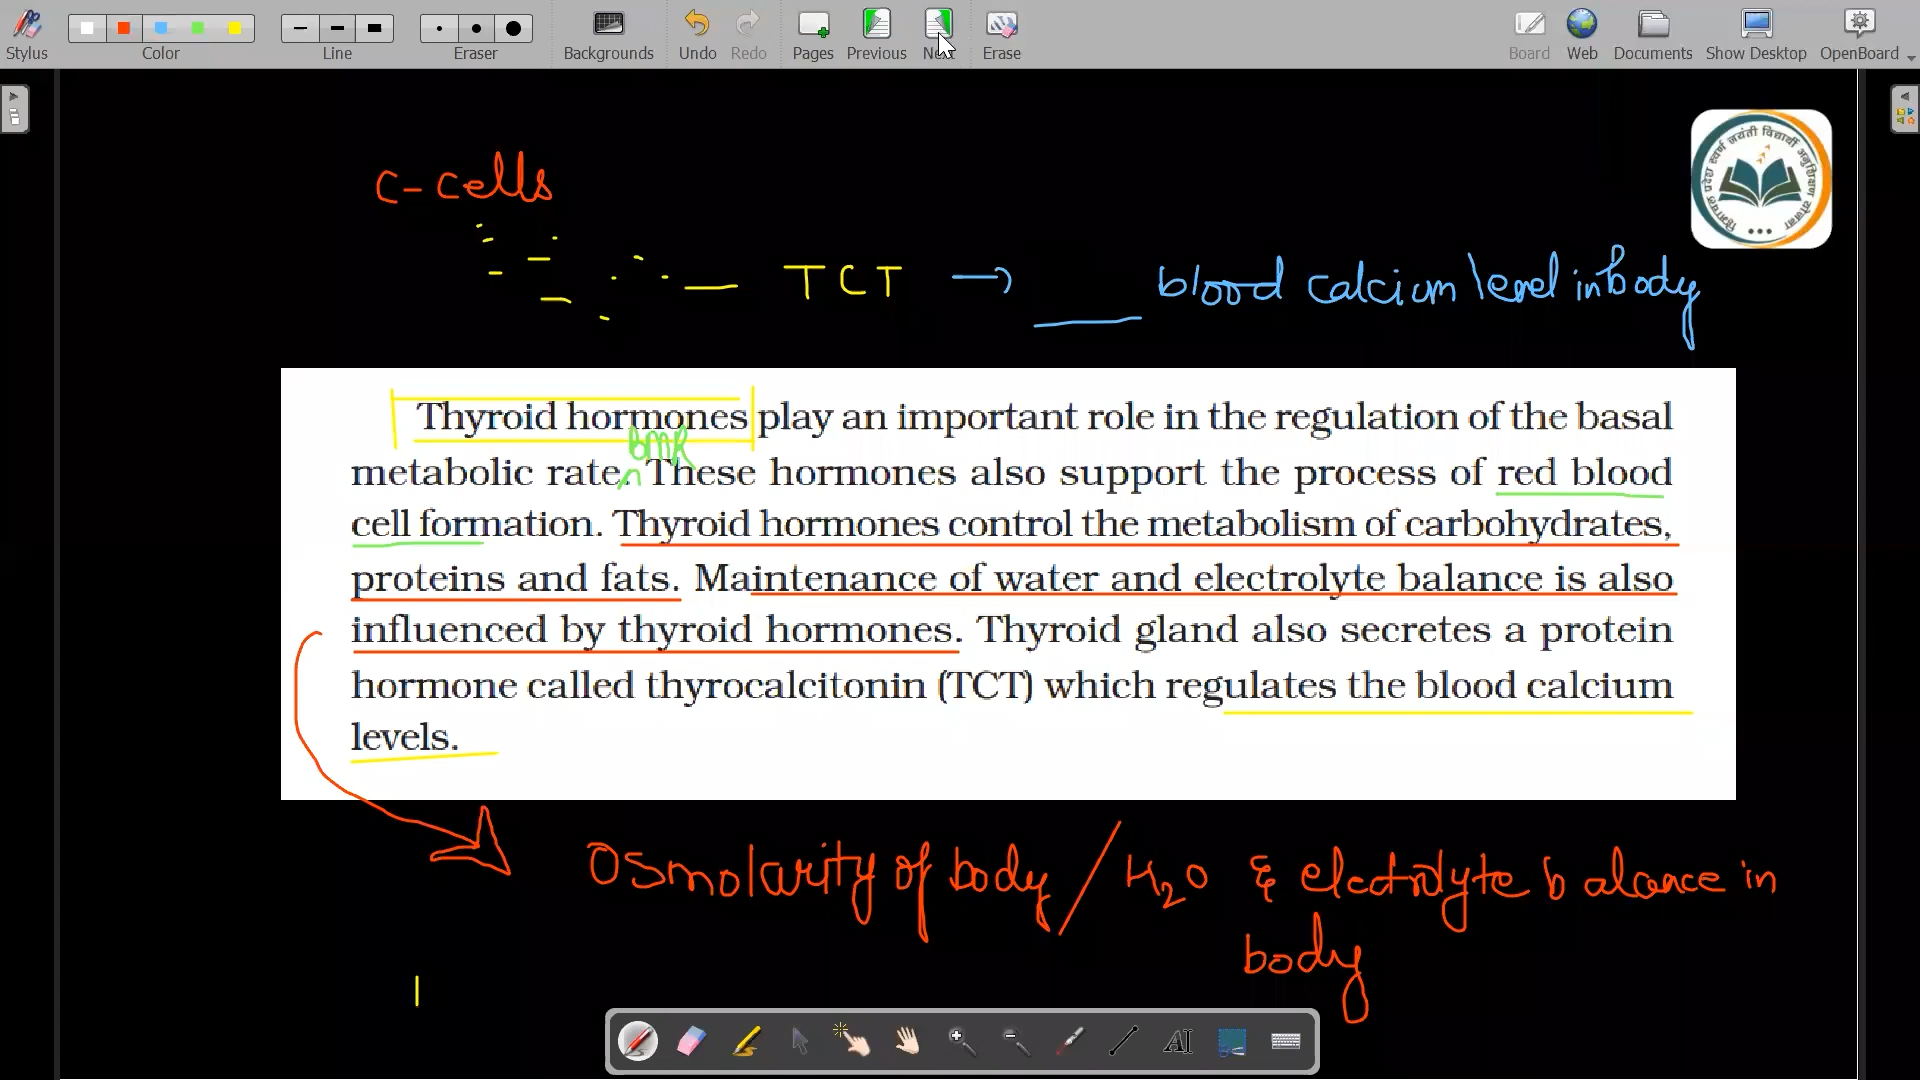 Stylus Color Line Eraser Backgrounds Undo Redo Pages Previous Next Erase Board Web Documents Show Desktop OpenBoard
C-cells
TCT → ___ blood calcium level in body
Thyroid hormones play an important role in the regulation of the basal
BMR
metabolic rate. These hormones also support the process of red blood
cell formation. Thyroid hormones control the metabolism of carbohydrates,
proteins and fats. Maintenance of water and electrolyte balance is also
influenced by thyroid hormones. Thyroid gland also secretes a protein
hormone called thyrocalcitonin (TCT) which regulates the blood calcium
levels.
Osmolarity of body / H₂O & electrolyte balance in
body
AI